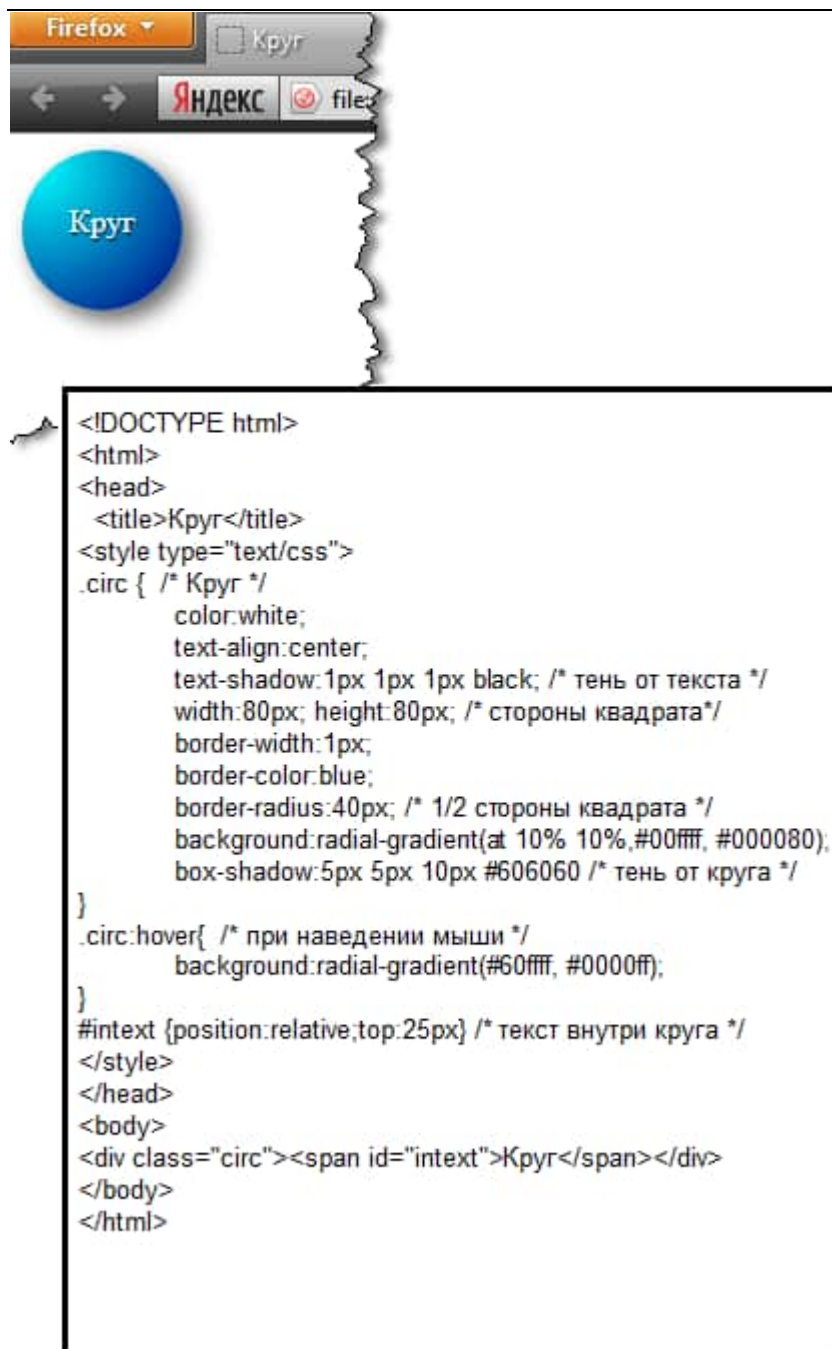 Firefox
Круг
Яндекс file:
Круг
<!DOCTYPE html>
<html>
<head>
  <title>Круг</title>
<style type="text/css">
.circ {  /* Круг */
        color:white;
        text-align:center;
        text-shadow:1px 1px 1px black; /* тень от текста */
        width:80px; height:80px; /* стороны квадрата*/
        border-width:1px;
        border-color:blue;
        border-radius:40px; /* 1/2 стороны квадрата */
        background:radial-gradient(at 10% 10%,#00ffff, #000080);
        box-shadow:5px 5px 10px #606060 /* тень от круга */
}
.circ:hover{  /* при наведении мыши */
        background:radial-gradient(#60ffff, #0000ff);
}
#intext {position:relative;top:25px} /* текст внутри круга */
</style>
</head>
<body>
<div class="circ"><span id="intext">Круг</span></div>
</body>
</html>